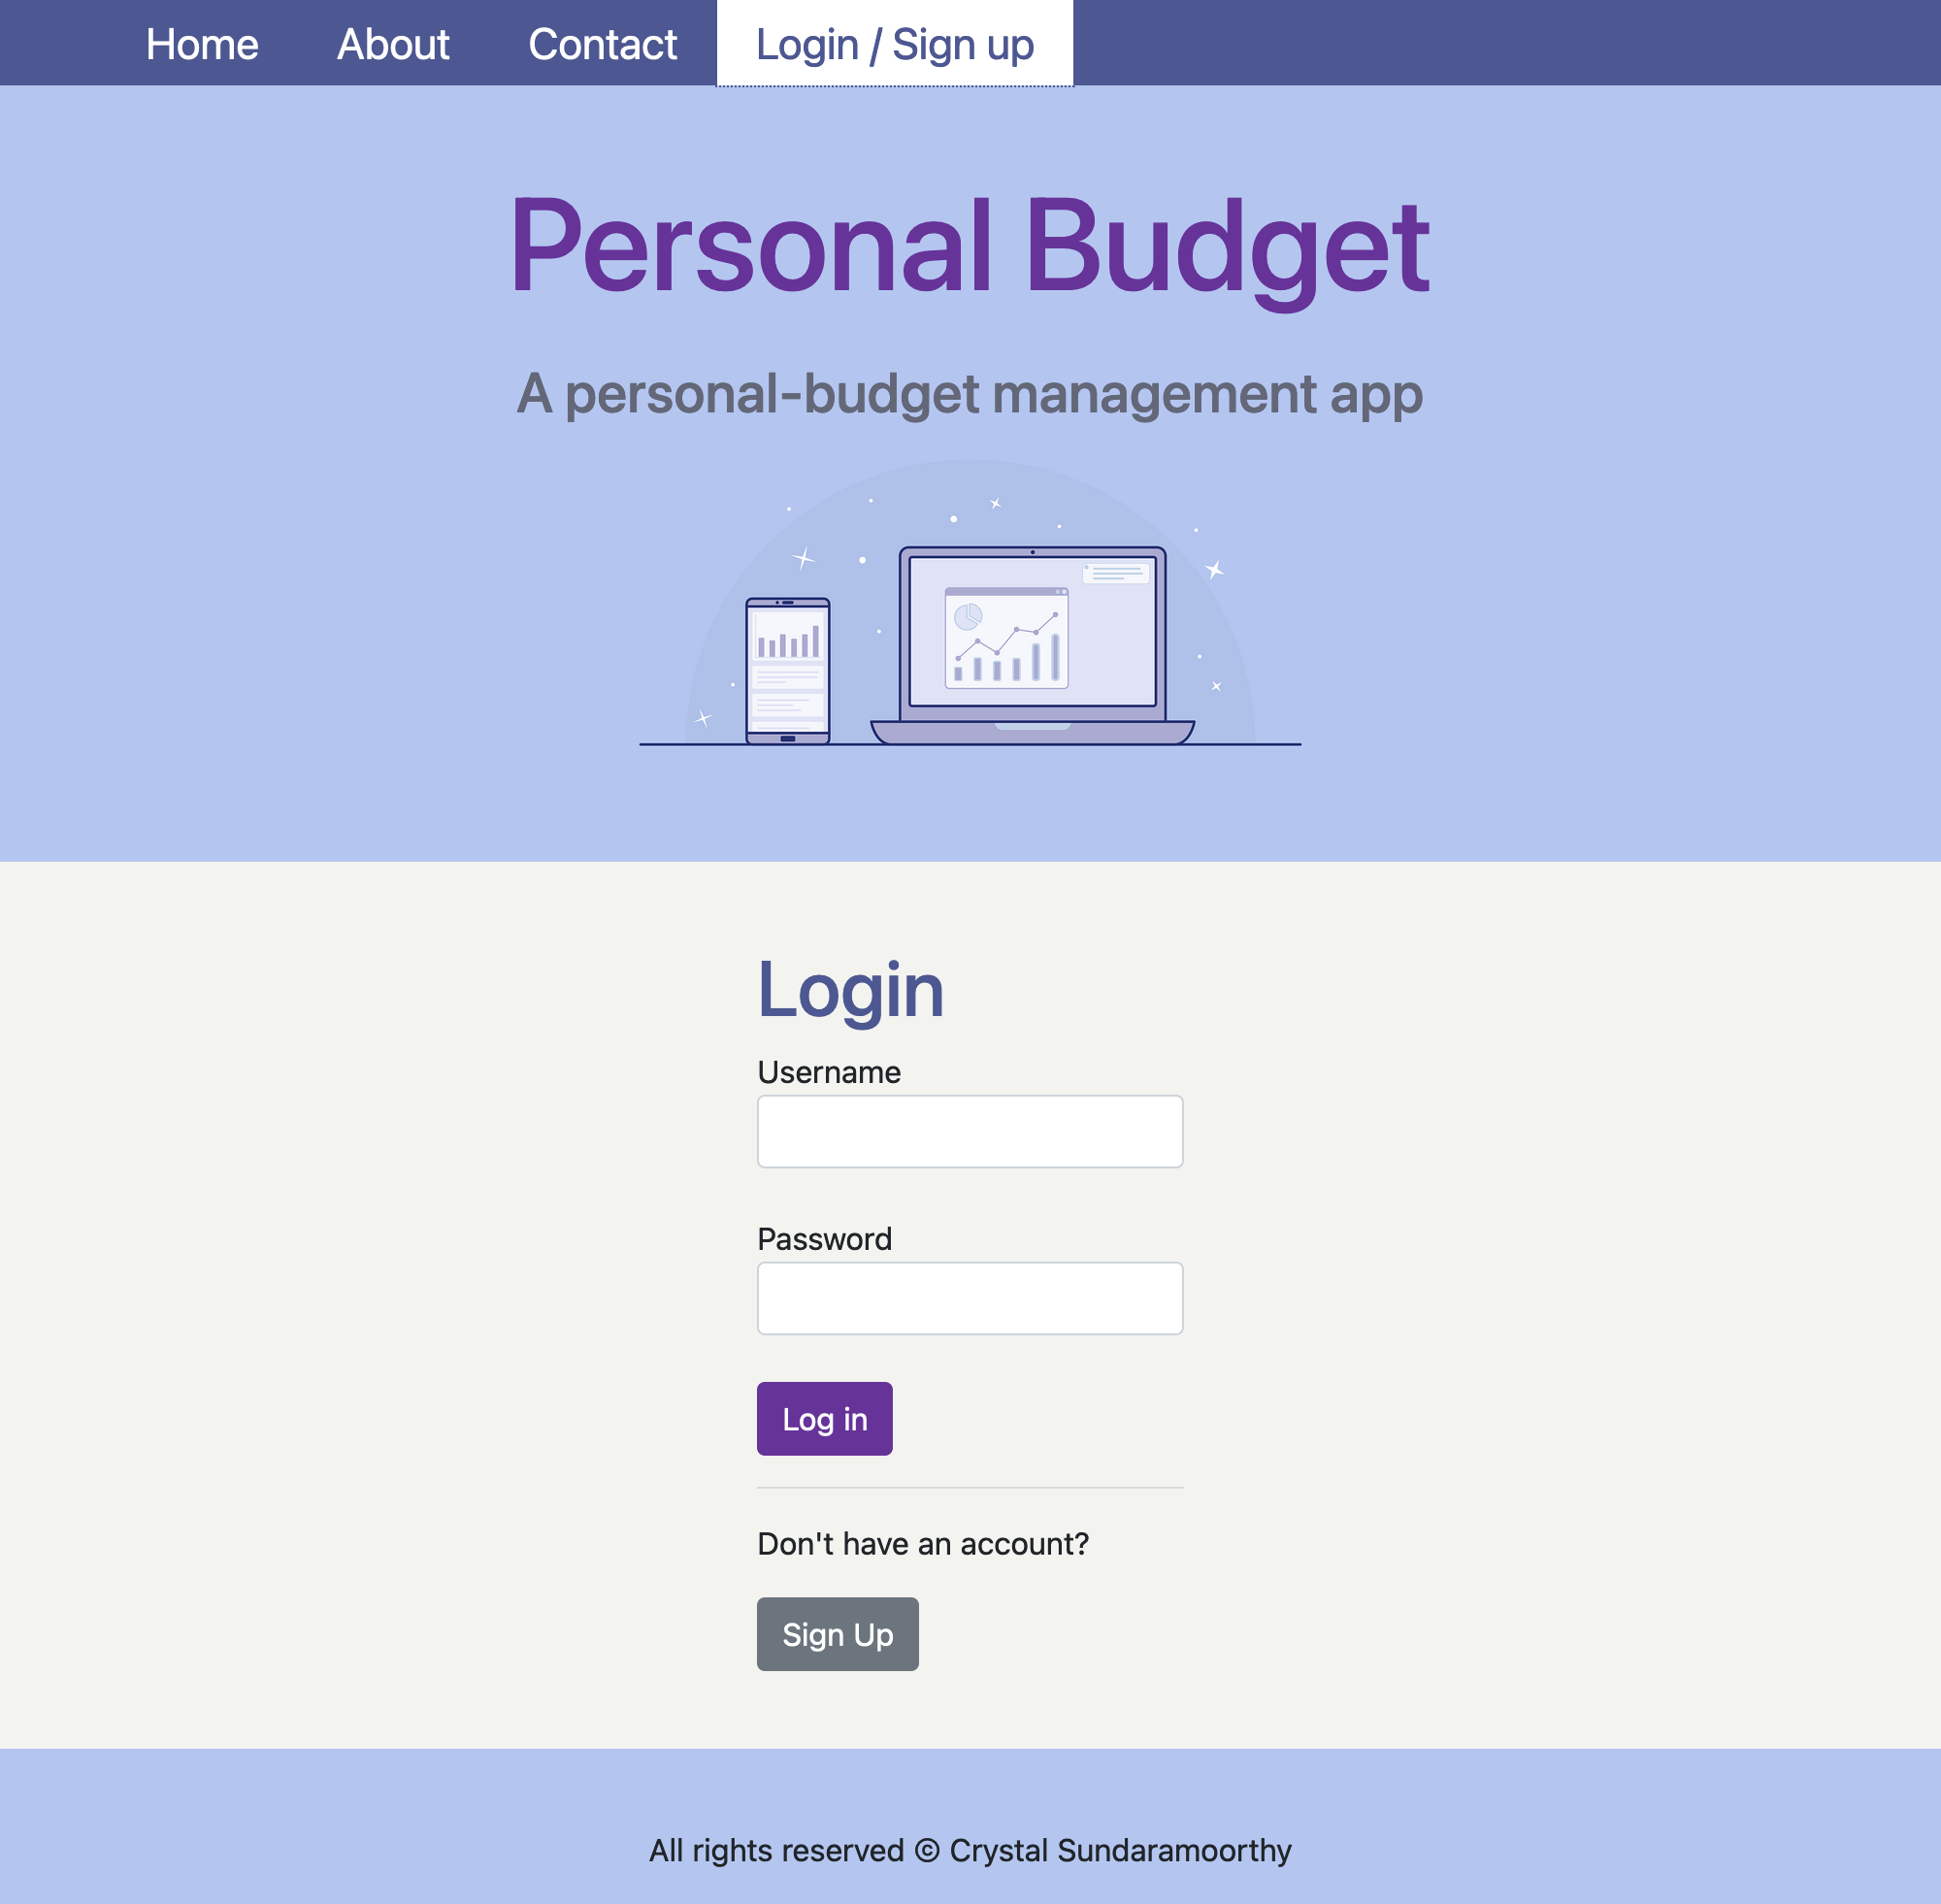 Home About Contact Login / Sign up
Personal Budget
A personal-budget management app
Login
Username
Password
Log in
Don't have an account?
Sign Up
All rights reserved © Crystal Sundaramoorthy